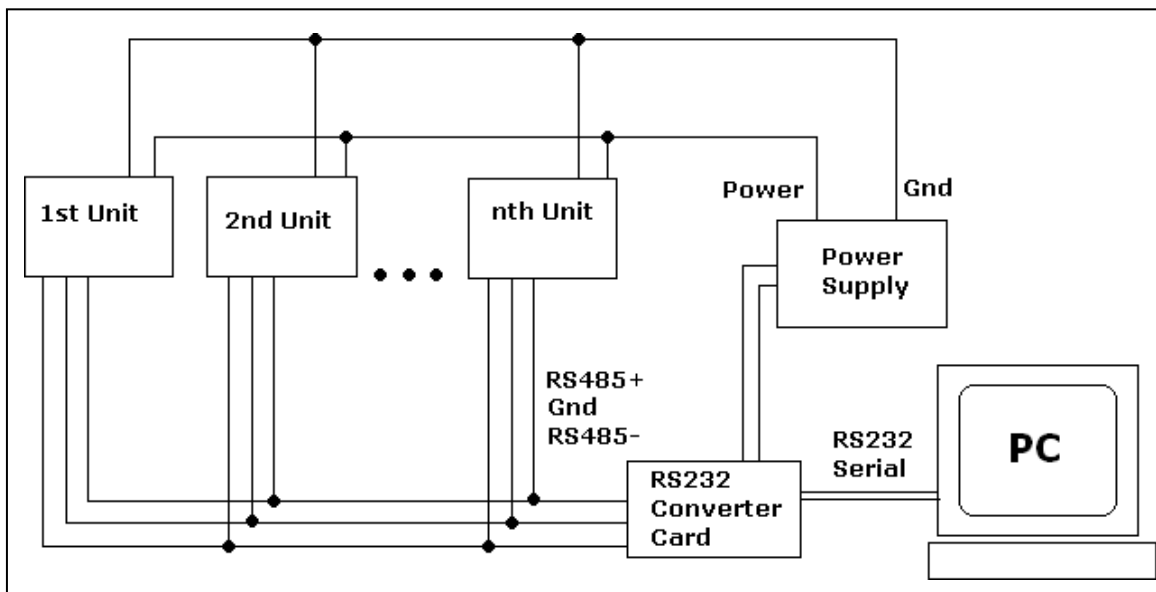 1st Unit
2nd Unit
nth Unit
Power
Gnd
Power
Supply
RS485+
Gnd
RS485-
RS232
Converter
Card
RS232
Serial
PC